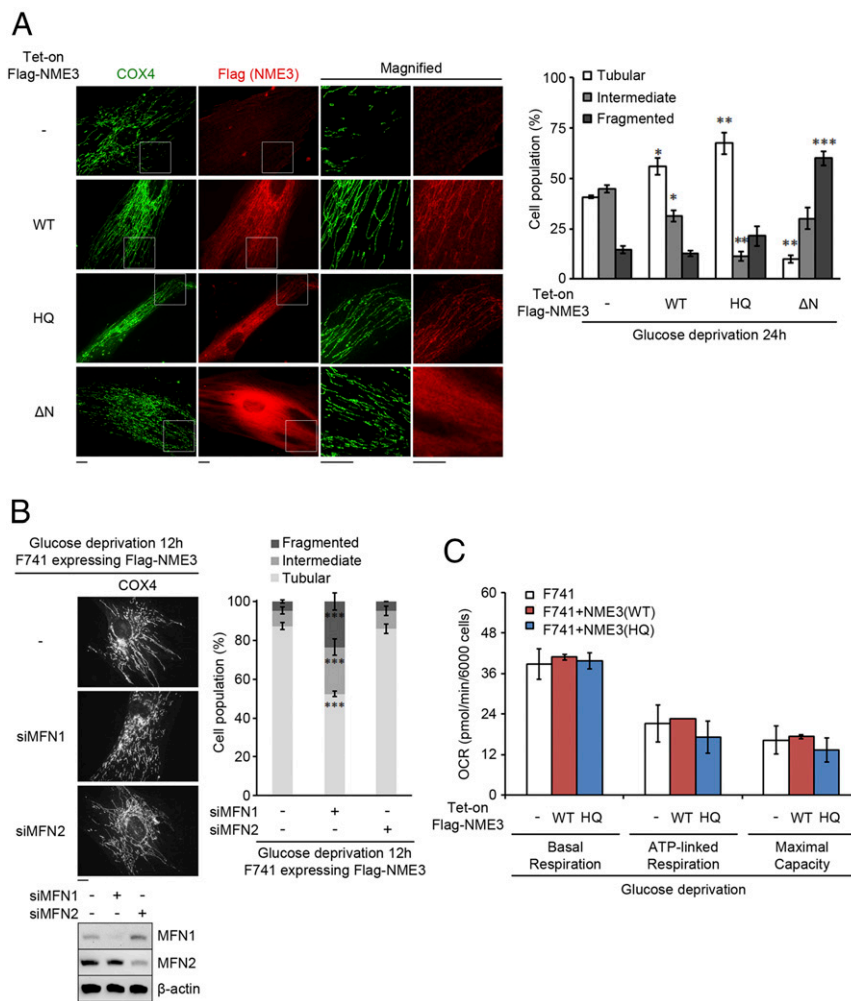 A
Tet-on
Flag-NME3
COX4
Flag (NME3)
Magnified
-
WT
HQ
ΔN
Tubular
Intermediate
Fragmented
Cell population (%)
100
75
50
25
0
*
*
**
**
**
***
Tet-on
Flag-NME3
- WT HQ ΔN
Glucose deprivation 24h
B
Glucose deprivation 12h
F741 expressing Flag-NME3
COX4
-
siMFN1
siMFN2
siMFN1 - + -
siMFN2 - - +
MFN1
MFN2
β-actin
Fragmented
Intermediate
Tubular
Cell population (%)
100
80
60
40
20
0
***
***
***
siMFN1 - + -
siMFN2 - - +
Glucose deprivation 12h
F741 expressing Flag-NME3
C
F741
F741+NME3(WT)
F741+NME3(HQ)
OCR (pmol/min/6000 cells)
60
48
36
24
12
0
Tet-on
Flag-NME3
- WT HQ - WT HQ - WT HQ
Basal Respiration
ATP-linked Respiration
Maximal Capacity
Glucose deprivation